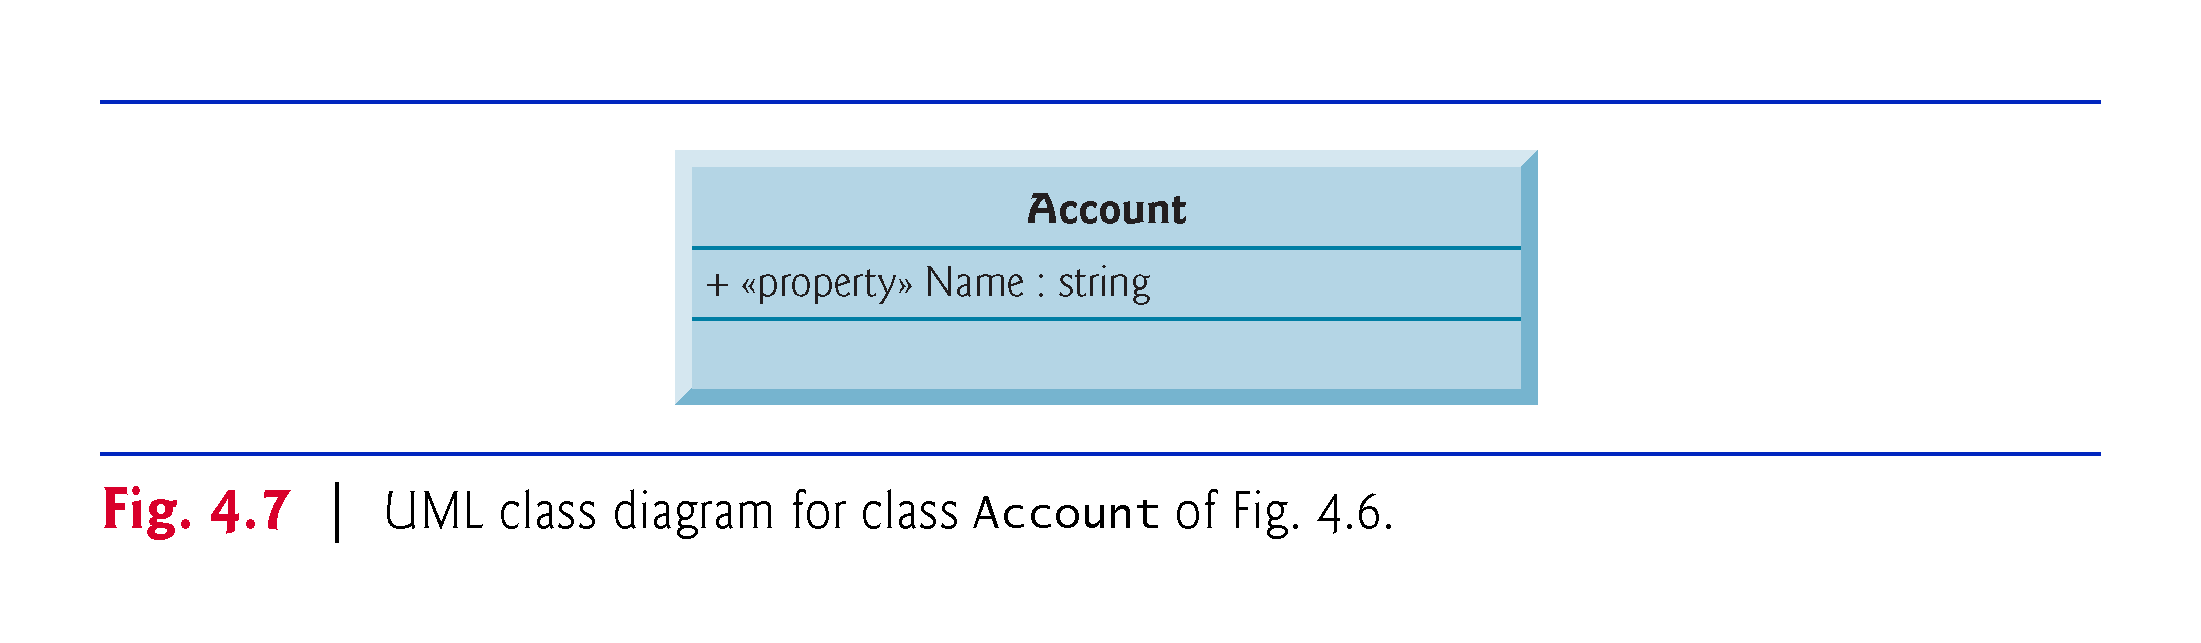 Account
+ «property» Name : string
Fig. 4.7 | UML class diagram for class Account of Fig. 4.6.